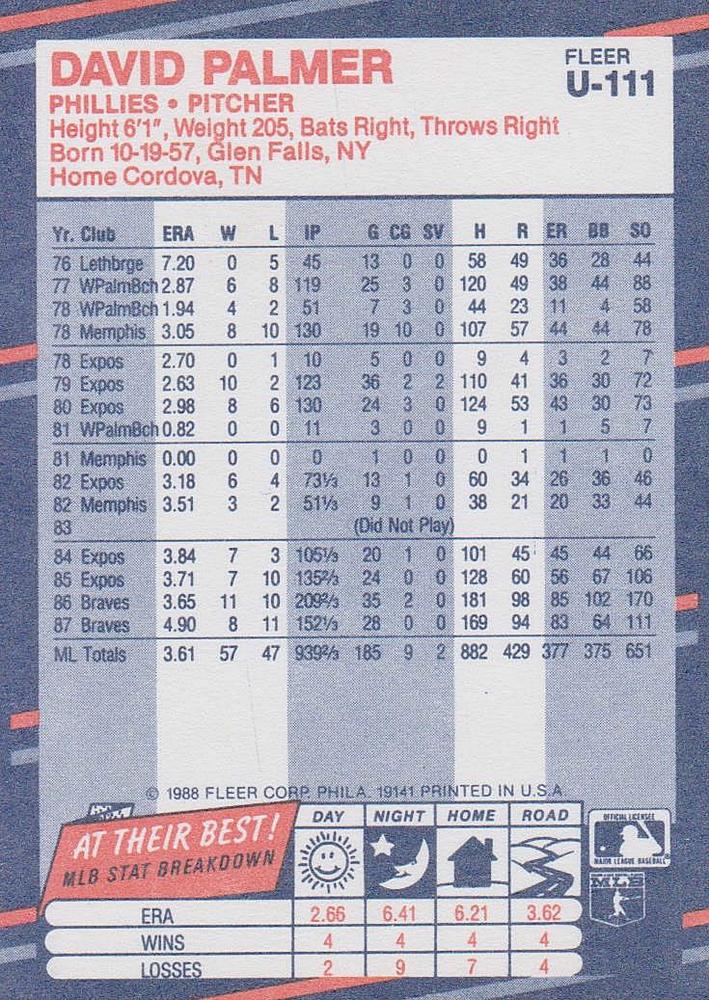 DAVID PALMER
FLEER
U-111
PHILLIES • PITCHER
Height 6'1", Weight 205, Bats Right, Throws Right
Born 10-19-57, Glen Falls, NY
Home Cordova, TN
Yr. Club ERA W L IP G CG SV H R ER BB SO
76 Lethbrge 7.20 0 5 45 13 0 0 58 49 36 28 44
77 WPalmBch 2.87 6 8 119 25 3 0 120 49 38 44 88
78 WPalmBch 1.94 4 2 51 7 3 0 44 23 11 4 58
78 Memphis 3.05 8 10 130 19 10 0 107 57 44 44 78
78 Expos 2.70 0 1 10 5 0 0 9 4 3 2 7
79 Expos 2.63 10 2 123 36 2 2 110 41 36 30 72
80 Expos 2.98 8 6 130 24 3 0 124 53 43 30 73
81 WPalmBch 0.82 0 0 11 3 0 0 9 1 1 5 7
81 Memphis 0.00 0 0 0 1 0 0 0 1 1 1 0
82 Expos 3.18 6 4 73⅓ 13 1 0 60 34 26 36 46
82 Memphis 3.51 3 2 51⅓ 9 1 0 38 21 20 33 44
83 (Did Not Play)
84 Expos 3.84 7 3 105⅓ 20 1 0 101 45 45 44 66
85 Expos 3.71 7 10 135⅔ 24 0 0 128 60 56 67 106
86 Braves 3.65 11 10 209⅔ 35 2 0 181 98 85 102 170
87 Braves 4.90 8 11 152⅓ 28 0 0 169 94 83 64 111
ML Totals 3.61 57 47 939⅔ 185 9 2 882 429 377 375 651
© 1988 FLEER CORP. PHILA. 19141 PRINTED IN U.S.A.
AT THEIR BEST!
MLB STAT BREAKDOWN
DAY NIGHT HOME ROAD
OFFICIAL LICENSEE
MAJOR LEAGUE BASEBALL
MLB
ERA 2.66 6.41 6.21 3.62
WINS 4 4 4 4
LOSSES 2 9 7 4